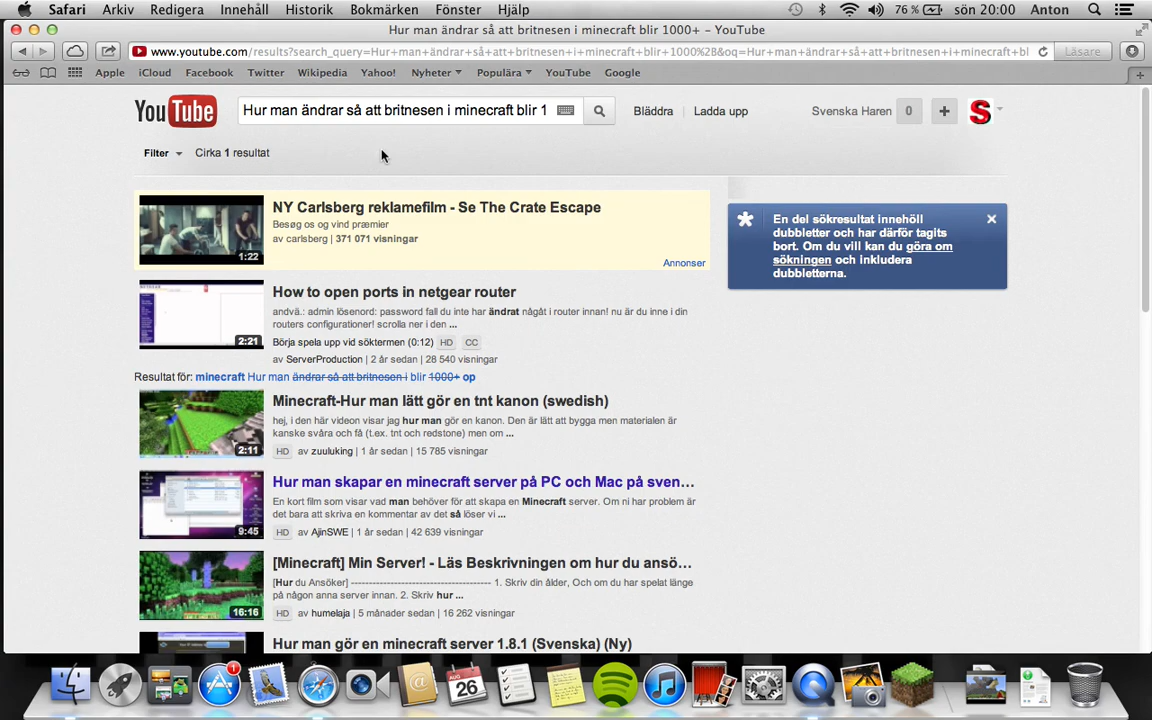 Safari Arkiv Redigera Innehåll Historik Bokmärken Fönster Hjälp 76 % sön 20:00 Anton
Hur man ändrar så att britnesen i minecraft blir 1000+ – YouTube
www.youtube.com/results?search_query=Hur+man+ändrar+så+att+britnesen+i+minecraft+blir+1000%2B&oq=Hur+man+ändrar+så+att+britnesen+i+minecraft+bl Läsare
Apple iCloud Facebook Twitter Wikipedia Yahoo! Nyheter Populära YouTube Google
YouTube Hur man ändrar så att britnesen i minecraft blir 1 Bläddra Ladda upp Svenska Haren 0 + S
Filter Cirka 1 resultat
NY Carlsberg reklamefilm - Se The Crate Escape
Besøg os og vind præmier
av carlsberg | 371 071 visningar
1:22
Annonser
En del sökresultat innehöll
dubbletter och har därför tagits
bort. Om du vill kan du göra om
sökningen och inkludera
dubbletterna.
How to open ports in netgear router
andvä.: admin lösenord: password fall du inte har ändrat något i router innan! nu är du inne i din
routers configurationer! scrolla ner i den ...
Börja spela upp vid söktermen (0:12) HD CC
2:21
av ServerProduction | 2 år sedan | 28 540 visningar
Resultat för: minecraft Hur man ändrar så att britnesen i blir 1000+ op
Minecraft-Hur man lätt gör en tnt kanon (swedish)
hej, i den här videon visar jag hur man gör en kanon. Den är lätt att bygga men materialen är
kanske svåra och få (t.ex. tnt och redstone) men om ...
2:11
HD av zuuluking | 1 år sedan | 15 785 visningar
Hur man skapar en minecraft server på PC och Mac på sven...
En kort film som visar vad man behöver för att skapa en Minecraft server. Om ni har problem är
det bara att skriva en kommentar av det så löser vi ...
9:45
HD av AjinSWE | 1 år sedan | 42 639 visningar
[Minecraft] Min Server! - Läs Beskrivningen om hur du ansö...
[Hur du Ansöker] ----------------------------------------- 1. Skriv din ålder, Och om du har spelat länge
på någon anna server innan. 2. Skriv hur ...
16:16
HD av humelaja | 5 månader sedan | 16 262 visningar
Hur man gör en minecraft server 1.8.1 (Svenska) (Ny)
1
AUG
26